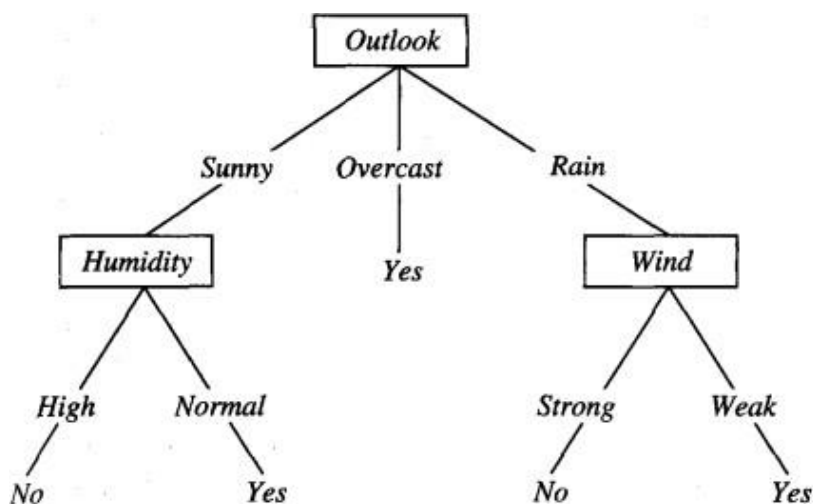 Outlook
Sunny Overcast Rain
Humidity Yes Wind
High Normal Strong Weak
No Yes No Yes